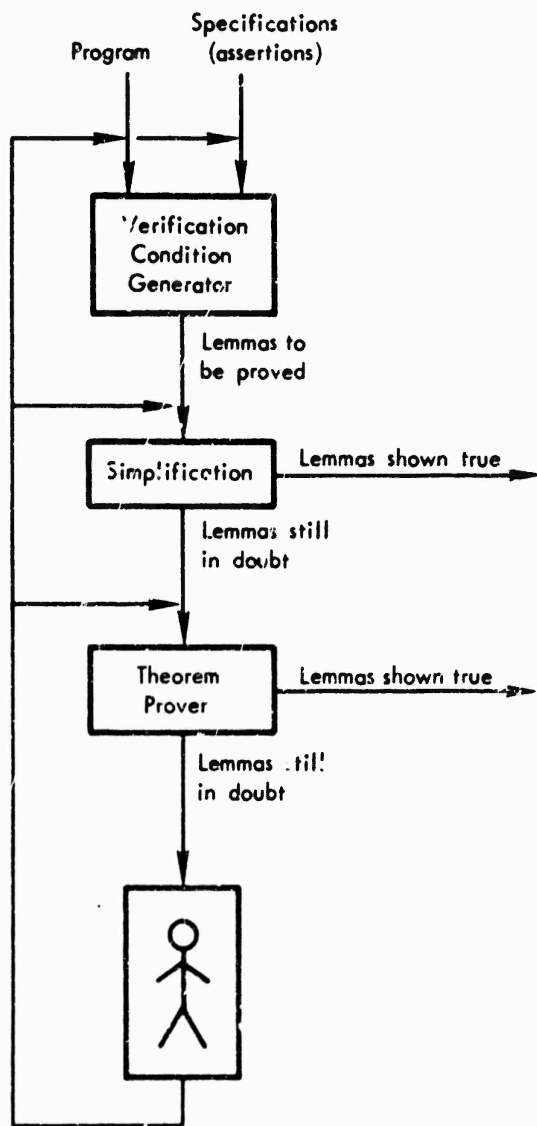 Specifications
Program (assertions)
Verification
Condition
Generator
Lemmas to
be proved
Simplification
Lemmas shown true
Lemmas still
in doubt
Theorem
Prover
Lemmas shown true
Lemmas still
in doubt